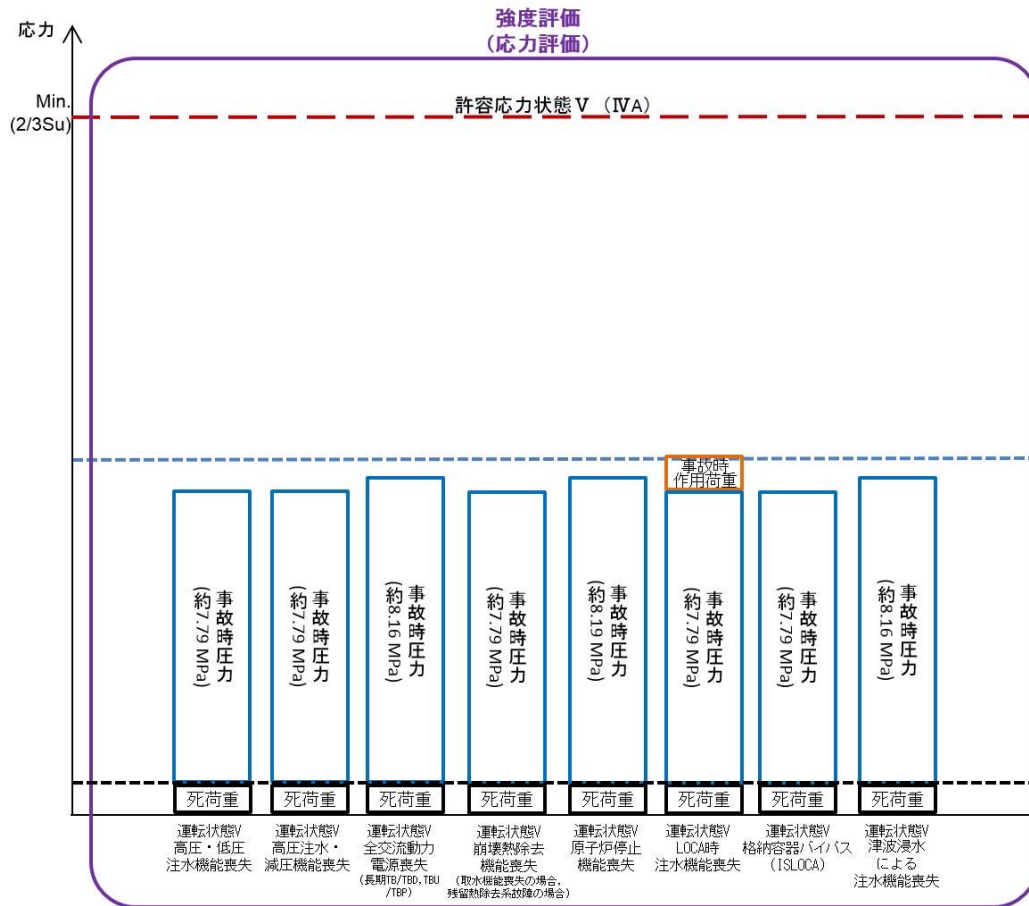 強度評価
(応力評価)
応力
Min.
(2/3Su)
許容応力状態Ⅴ（ⅣA）
事故時
作用荷重
事故時圧力
(約7.79 MPa)
事故時圧力
(約7.79 MPa)
事故時圧力
(約8.16 MPa)
事故時圧力
(約7.79 MPa)
事故時圧力
(約8.19 MPa)
事故時圧力
(約7.79 MPa)
事故時圧力
(約7.79 MPa)
事故時圧力
(約8.16 MPa)
死荷重
死荷重
死荷重
死荷重
死荷重
死荷重
死荷重
死荷重
運転状態Ⅴ
高圧・低圧
注水機能喪失
運転状態Ⅴ
高圧注水・
減圧機能喪失
運転状態Ⅴ
全交流動力
電源喪失
(長期TB/TBD,TBU
/TBP)
運転状態Ⅴ
崩壊熱除去
機能喪失
(取水機能喪失の場合,
残留熱除去系故障の場合)
運転状態Ⅴ
原子炉停止
機能喪失
運転状態Ⅴ
LOCA時
注水機能喪失
運転状態Ⅴ
格納容器バイパス
(ISLOCA)
運転状態Ⅴ
津波浸水
による
注水機能喪失